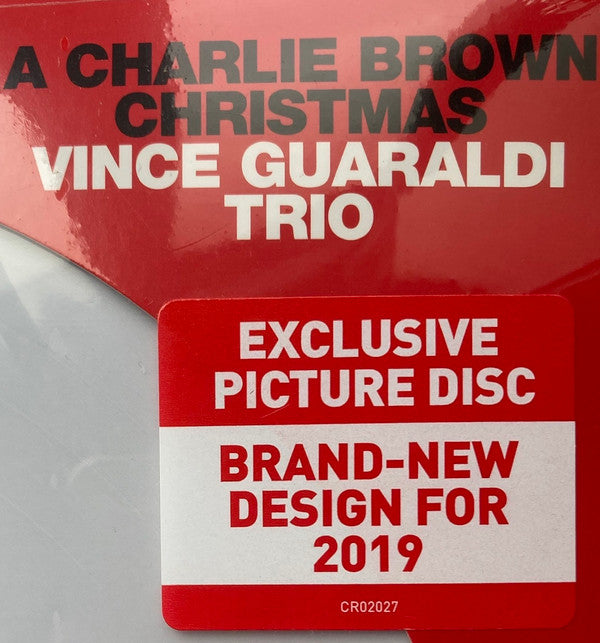 A CHARLIE BROWN
CHRISTMAS
VINCE GUARALDI
TRIO
EXCLUSIVE
PICTURE DISC
BRAND-NEW
DESIGN FOR
2019
CR02027